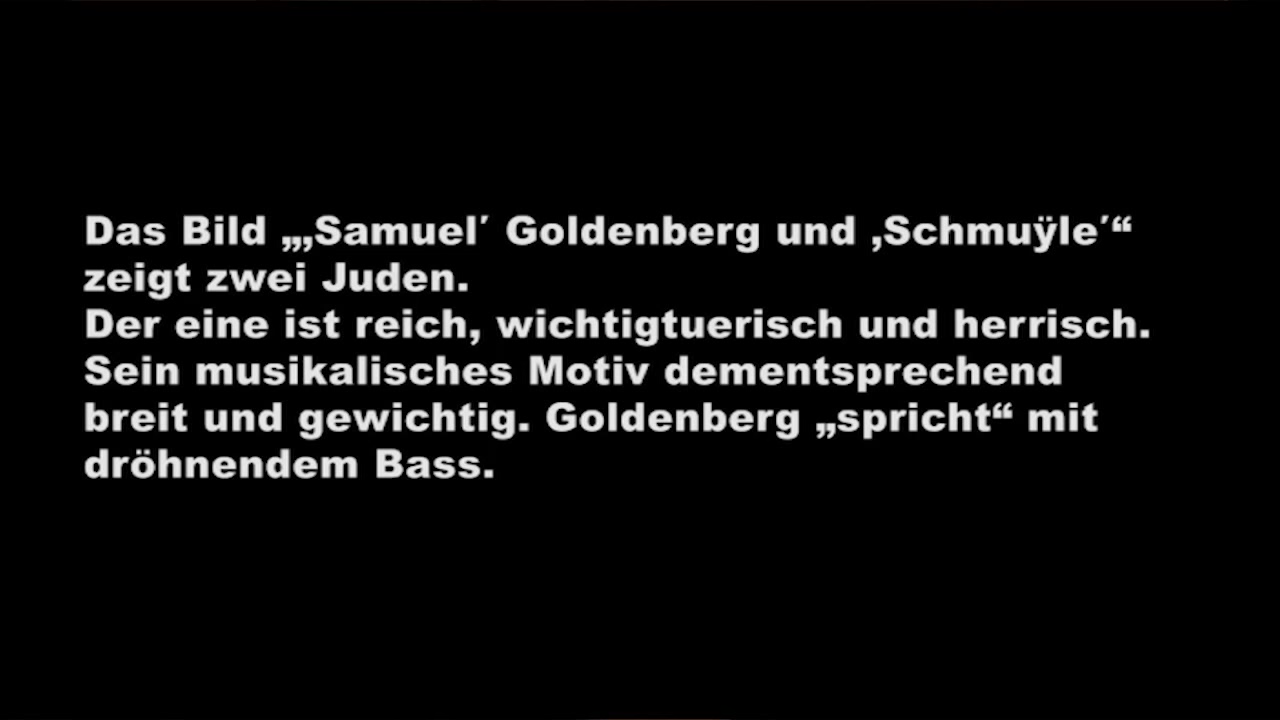 Das Bild „‚Samuel′ Goldenberg und ‚Schmuÿle′“
zeigt zwei Juden.
Der eine ist reich, wichtigtuerisch und herrisch.
Sein musikalisches Motiv dementsprechend
breit und gewichtig. Goldenberg „spricht“ mit
dröhnendem Bass.